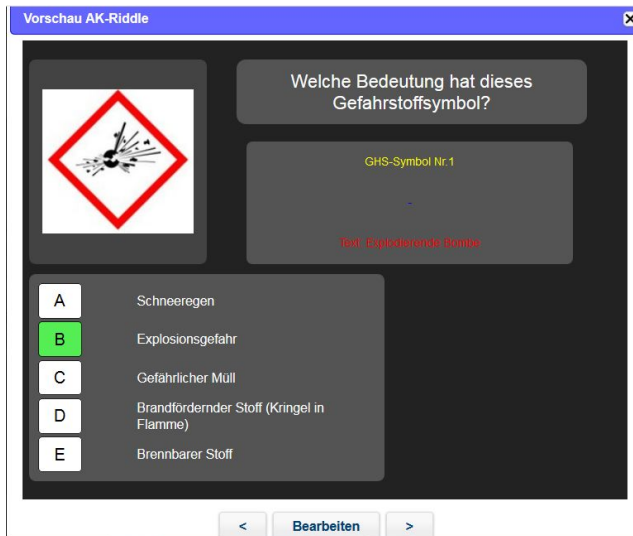 Vorschau AK-Riddle
Welche Bedeutung hat dieses
Gefahrstoffsymbol?
GHS-Symbol Nr.1
-
Text: Explodierende Bombe
A
Schneeregen
B
Explosionsgefahr
C
Gefährlicher Müll
D
Brandfördernder Stoff (Kringel in
Flamme)
E
Brennbarer Stoff
< Bearbeiten >